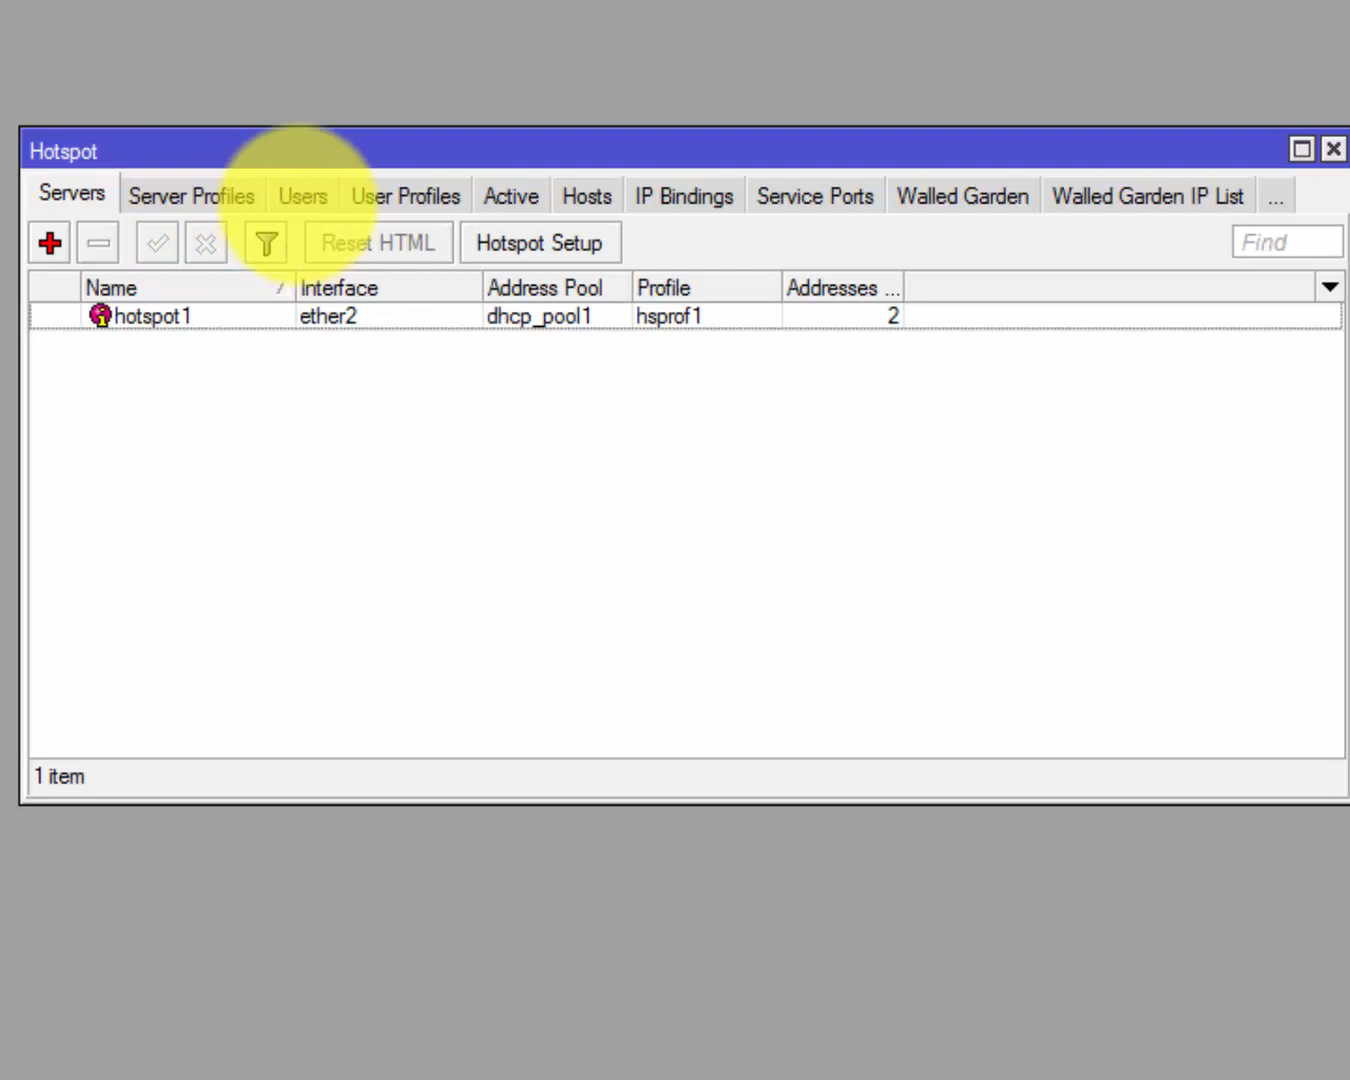 Hotspot
Servers Server Profiles Users User Profiles Active Hosts IP Bindings Service Ports Walled Garden Walled Garden IP List ...
Reset HTML Hotspot Setup Find
Name Interface Address Pool Profile Addresses ...
hotspot1 ether2 dhcp_pool1 hsprof1 2
1 item